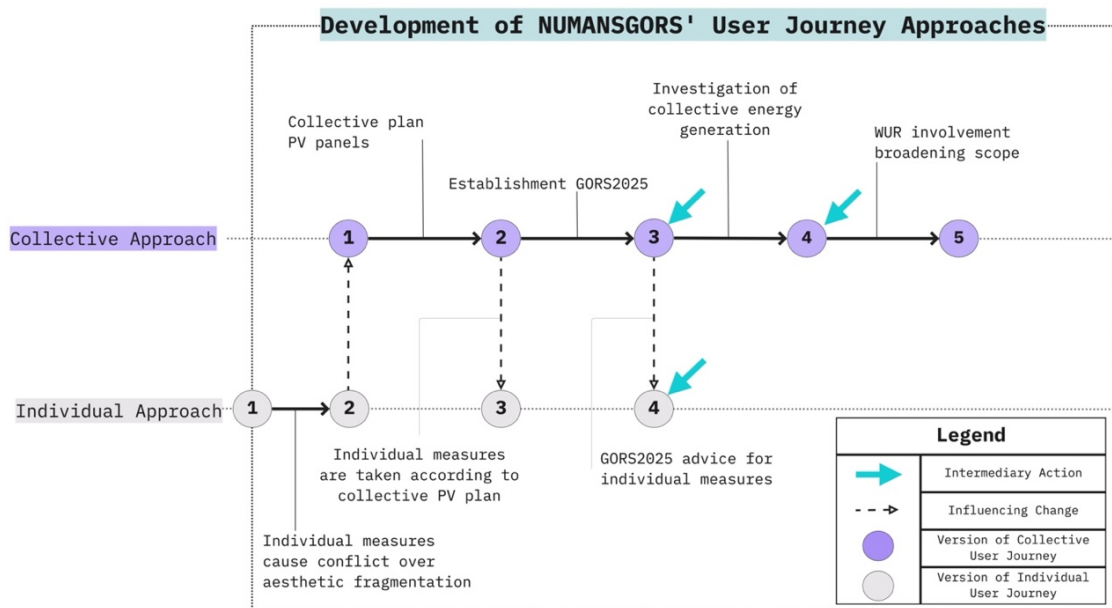 Development of NUMANSGORS' User Journey Approaches
Collective plan
PV panels
Establishment GORS2025
Investigation of
collective energy
generation
WUR involvement
broadening scope
Collective Approach
1
2
3
4
5
Individual Approach
1
2
3
4
Individual measures
are taken according to
collective PV plan
GORS2025 advice for
individual measures
Individual measures
cause conflict over
aesthetic fragmentation
Legend
Intermediary Action
Influencing Change
Version of Collective
User Journey
Version of Individual
User Journey